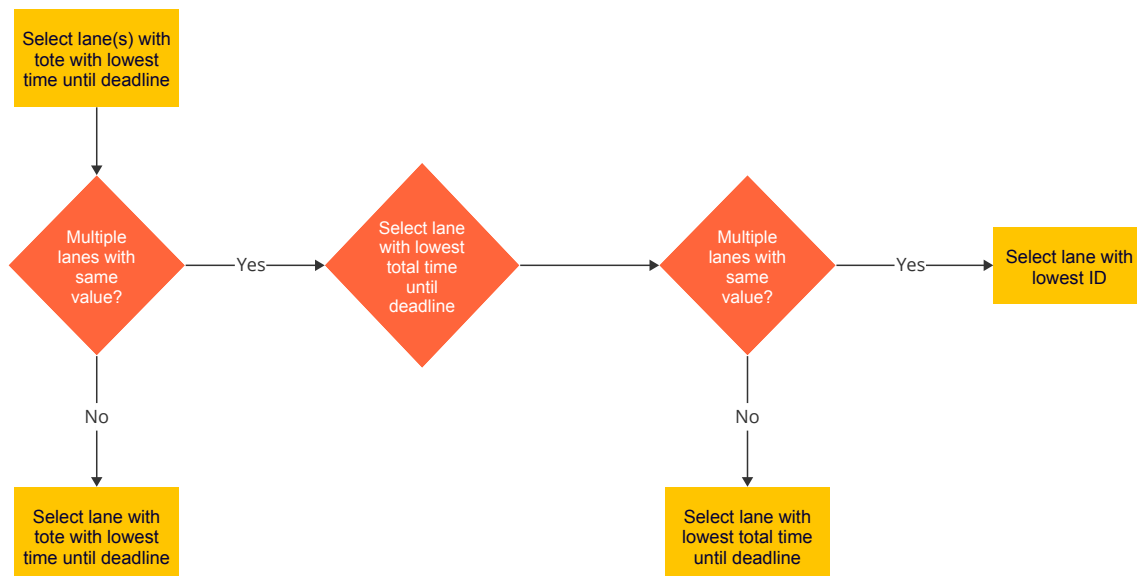 Select lane(s) with
tote with lowest
time until deadline
Multiple
lanes with
same
value?
Yes
Select lane
with lowest
total time
until
deadline
Multiple
lanes with
same
value?
Yes
Select lane with
lowest ID
No
No
Select lane with
tote with lowest
time until deadline
Select lane with
lowest total time
until deadline